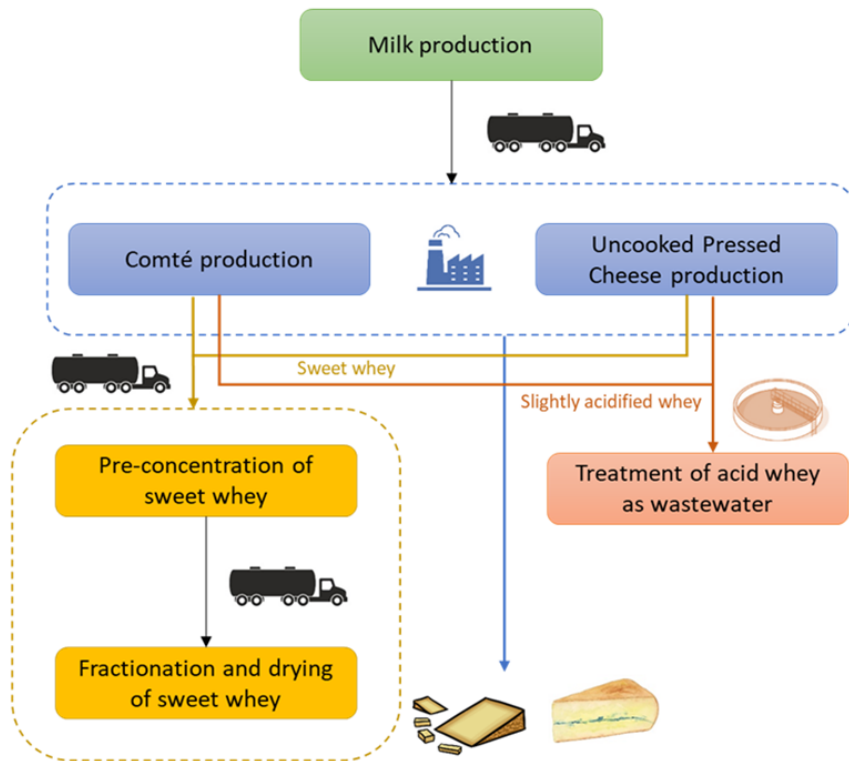 Milk production
Comté production
Uncooked Pressed
Cheese production
Sweet whey
Slightly acidified whey
Pre-concentration of
sweet whey
Treatment of acid whey
as wastewater
Fractionation and drying
of sweet whey